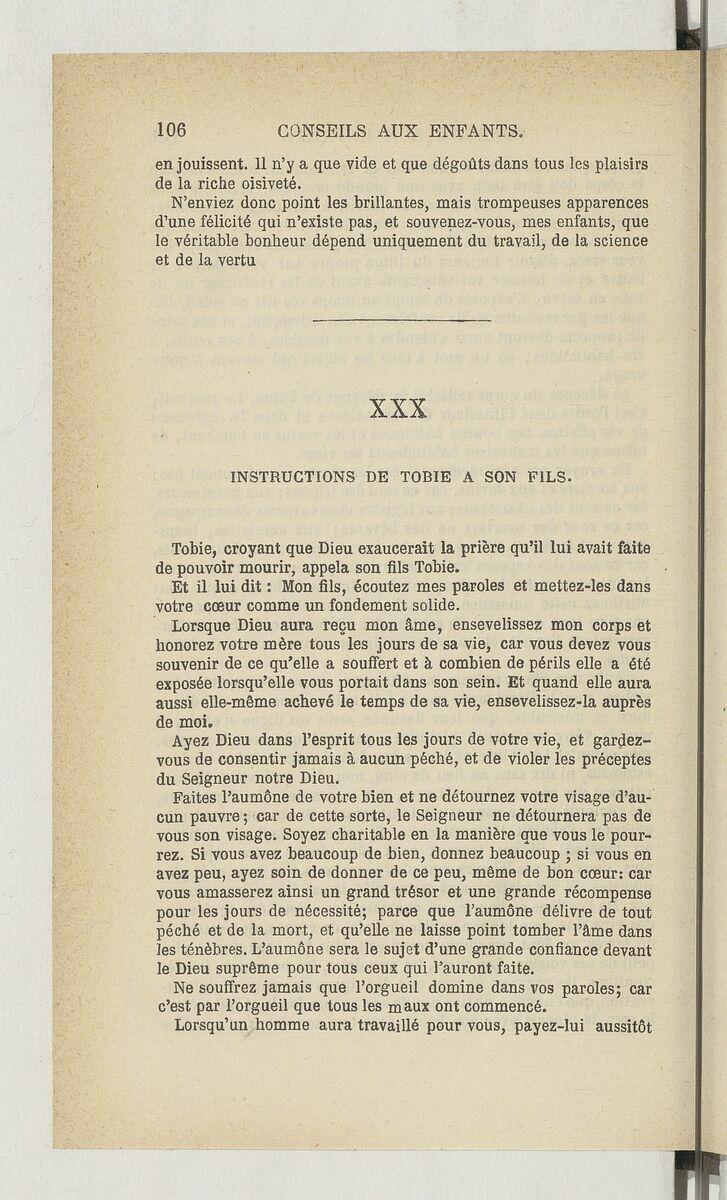 106 CONSEILS AUX ENFANTS.
en jouissent. Il n'y a que vide et que dégoûts dans tous les plaisirs
de la riche oisiveté.
N'enviez donc point les brillantes, mais trompeuses apparences
d'une félicité qui n'existe pas, et souvenez-vous, mes enfants, que
le véritable bonheur dépend uniquement du travail, de la science
et de la vertu
XXX
INSTRUCTIONS DE TOBIE A SON FILS.
Tobie, croyant que Dieu exaucerait la prière qu'il lui avait faite
de pouvoir mourir, appela son fils Tobie.
Et il lui dit : Mon fils, écoutez mes paroles et mettez-les dans
votre cœur comme un fondement solide.
Lorsque Dieu aura reçu mon âme, ensevelissez mon corps et
honorez votre mère tous les jours de sa vie, car vous devez vous
souvenir de ce qu'elle a souffert et à combien de périls elle a été
exposée lorsqu'elle vous portait dans son sein. Et quand elle aura
aussi elle-même achevé le temps de sa vie, ensevelissez-la auprès
de moi.
Ayez Dieu dans l'esprit tous les jours de votre vie, et gardez-
vous de consentir jamais à aucun péché, et de violer les préceptes
du Seigneur notre Dieu.
Faites l'aumône de votre bien et ne détournez votre visage d'au-
cun pauvre ; car de cette sorte, le Seigneur ne détournera pas de
vous son visage. Soyez charitable en la manière que vous le pour-
rez. Si vous avez beaucoup de bien, donnez beaucoup ; si vous en
avez peu, ayez soin de donner de ce peu, même de bon cœur: car
vous amasserez ainsi un grand trésor et une grande récompense
pour les jours de nécessité; parce que l'aumône délivre de tout
péché et de la mort, et qu'elle ne laisse point tomber l'âme dans
les ténèbres. L'aumône sera le sujet d'une grande confiance devant
le Dieu suprême pour tous ceux qui l'auront faite.
Ne souffrez jamais que l'orgueil domine dans vos paroles; car
c'est par l'orgueil que tous les maux ont commencé.
Lorsqu'un homme aura travaillé pour vous, payez-lui aussitôt